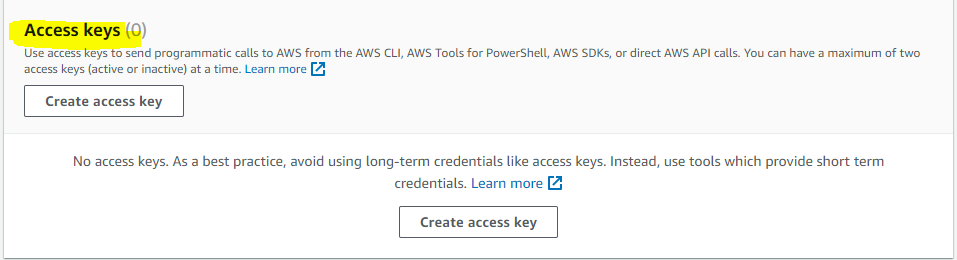 Access keys (0)
Use access keys to send programmatic calls to AWS from the AWS CLI, AWS Tools for PowerShell, AWS SDKs, or direct AWS API calls. You can have a maximum of two
access keys (active or inactive) at a time. Learn more
Create access key
No access keys. As a best practice, avoid using long-term credentials like access keys. Instead, use tools which provide short term
credentials. Learn more
Create access key